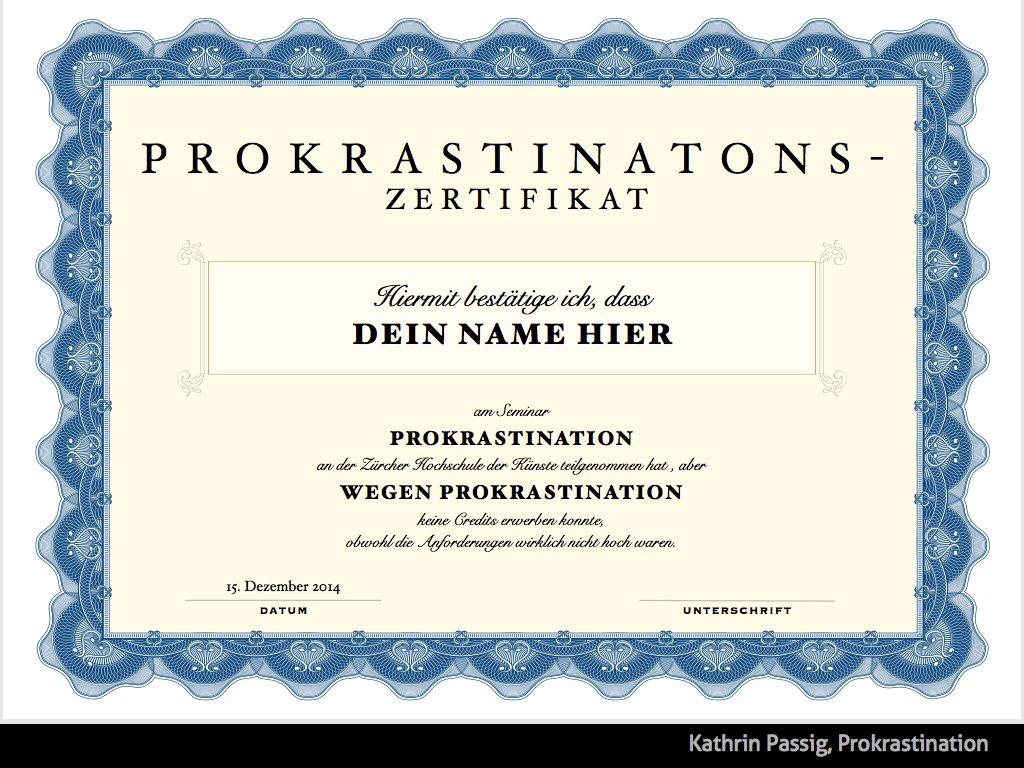 PROKRASTINATONS-
ZERTIFIKAT
Hiermit bestätige ich, dass
DEIN NAME HIER
am Seminar
PROKRASTINATION
an der Zürcher Hochschule der Künste teilgenommen hat , aber
WEGEN PROKRASTINATION
keine Credits erwerben konnte,
obwohl die Anforderungen wirklich nicht hoch waren.
15. Dezember 2014
DATUM
UNTERSCHRIFT
Kathrin Passig, Prokrastination